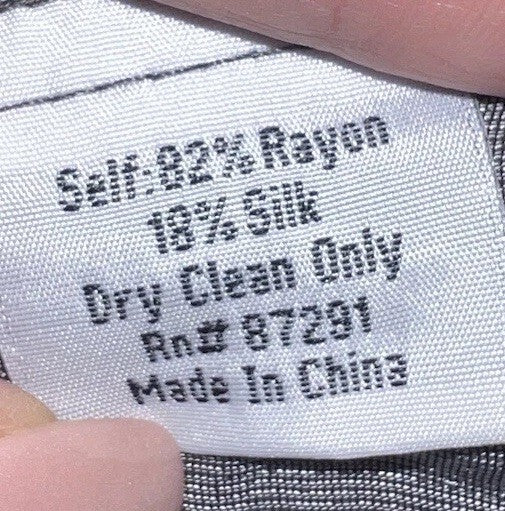 Self:82% Rayon
18% Silk
Dry Clean Only
Rn# 87291
Made In China